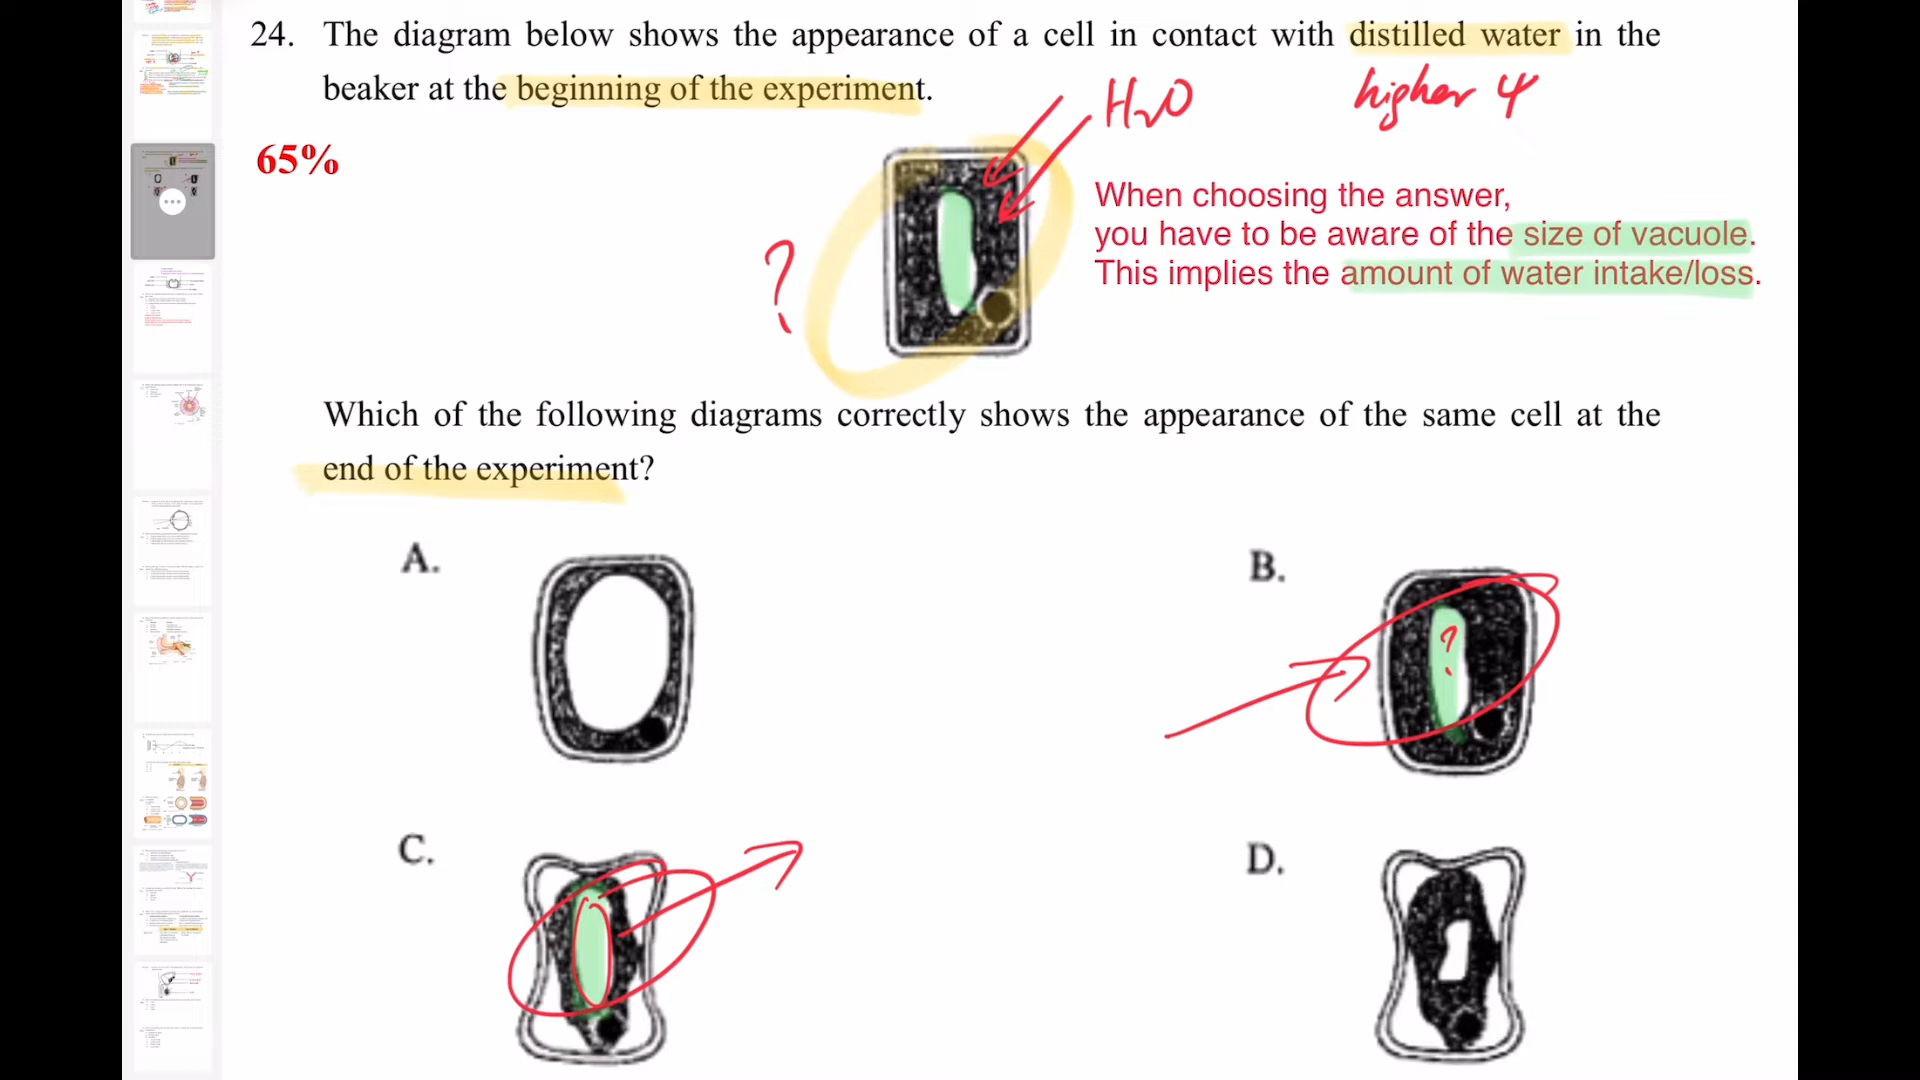 24. The diagram below shows the appearance of a cell in contact with distilled water in the
beaker at the beginning of the experiment.
higher Ψ
H₂O
65%
When choosing the answer,
you have to be aware of the size of vacuole.
This implies the amount of water intake/loss.
?
Which of the following diagrams correctly shows the appearance of the same cell at the
end of the experiment?
A.
B.
?
C.
D.